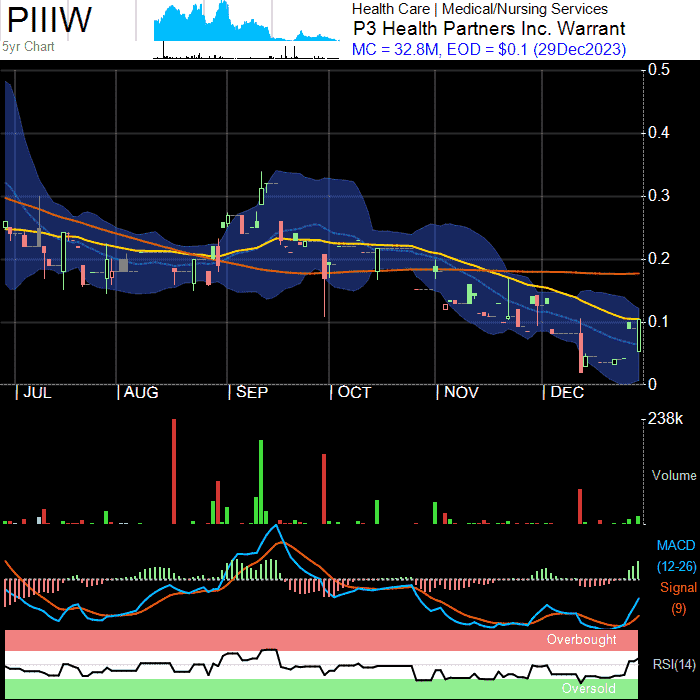 PIIIW
5yr Chart
Health Care | Medical/Nursing Services
P3 Health Partners Inc. Warrant
MC = 32.8M, EOD = $0.1 (29Dec2023)
0.5
0.4
0.3
0.2
0.1
0
JUL AUG SEP OCT NOV DEC
238k
Volume
MACD
(12-26)
Signal
(9)
Overbought
RSI(14)
Oversold